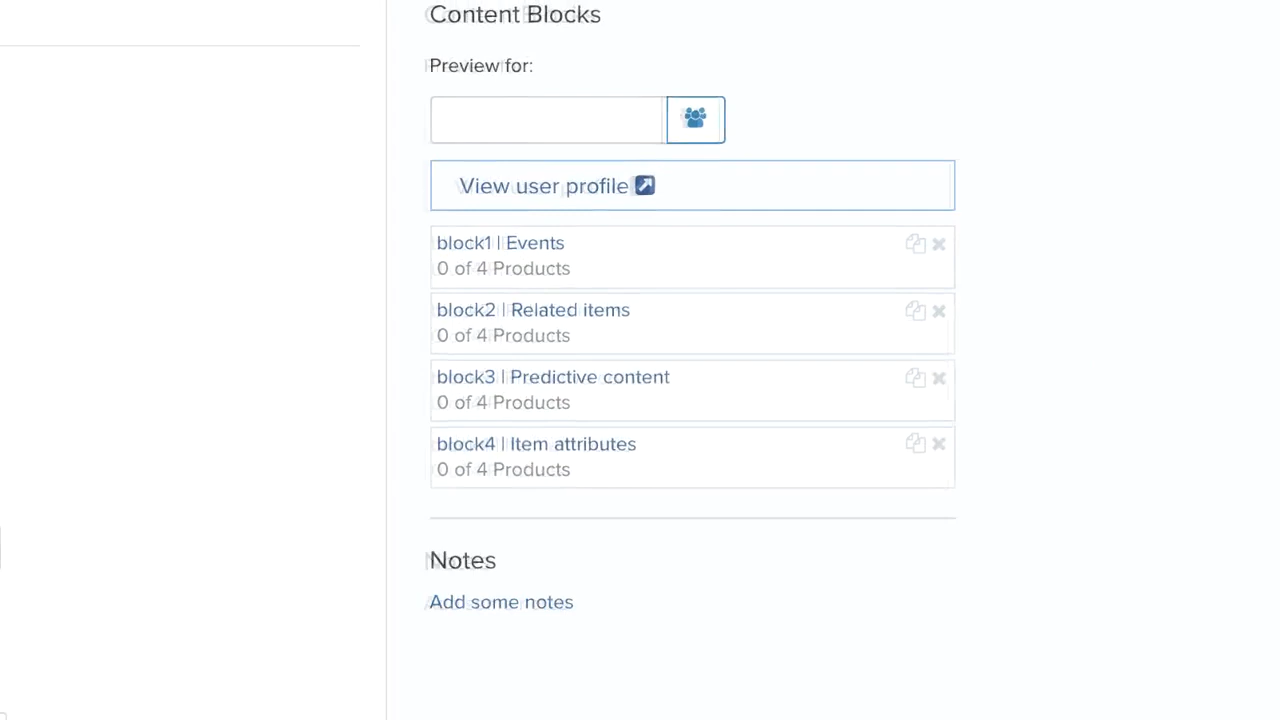 Content Blocks
Preview for:
View user profile
block1 | Events
0 of 4 Products
block2 | Related items
0 of 4 Products
block3 | Predictive content
0 of 4 Products
block4 | Item attributes
0 of 4 Products
Notes
Add some notes